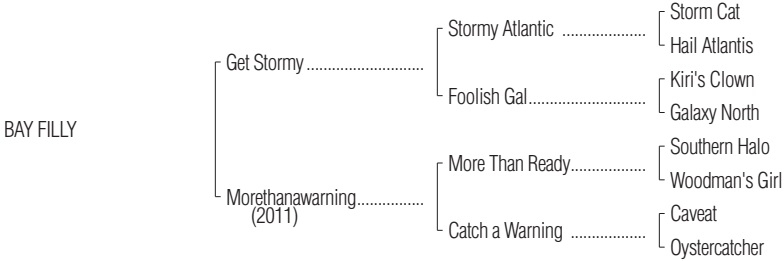 Storm Cat
Stormy Atlantic ....................
Hail Atlantis
Get Stormy ............................
Kiri's Clown
Foolish Gal............................
Galaxy North
BAY FILLY
Southern Halo
More Than Ready..................
Woodman's Girl
Morethanawarning................
(2011)
Caveat
Catch a Warning ..................
Oystercatcher